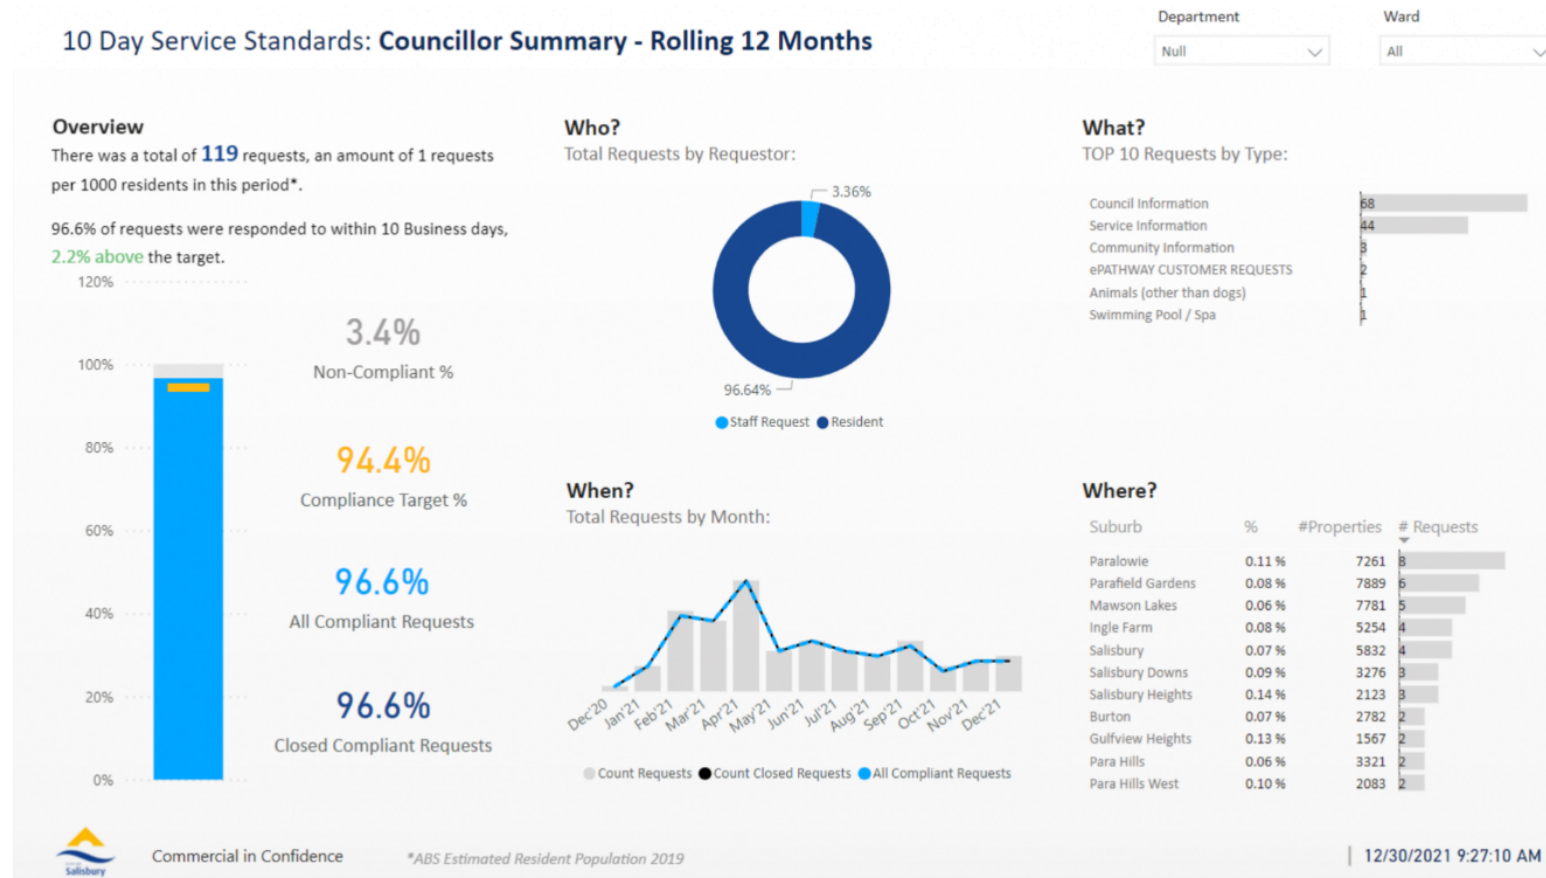 10 Day Service Standards: Councillor Summary - Rolling 12 Months
Department
Null
Ward
All
Overview
There was a total of 119 requests, an amount of 1 requests
per 1000 residents in this period*.
96.6% of requests were responded to within 10 Business days,
2.2% above the target.
120%
100%
80%
60%
40%
20%
0%
3.4%
Non-Compliant %
94.4%
Compliance Target %
96.6%
All Compliant Requests
96.6%
Closed Compliant Requests
Who?
Total Requests by Requestor:
3.36%
96.64%
Staff Request Resident
What?
TOP 10 Requests by Type:
Council Information 68
Service Information 44
Community Information 3
ePATHWAY CUSTOMER REQUESTS 2
Animals (other than dogs) 1
Swimming Pool / Spa 1
When?
Total Requests by Month:
Dec'20 Jan'21 Feb'21 Mar'21 Apr'21 May'21 Jun'21 Jul'21 Aug'21 Sep'21 Oct'21 Nov'21 Dec'21
Count Requests Count Closed Requests All Compliant Requests
Where?
Suburb % #Properties # Requests
Paralowie 0.11 % 7261 8
Parafield Gardens 0.08 % 7889 6
Mawson Lakes 0.06 % 7781 5
Ingle Farm 0.08 % 5254 4
Salisbury 0.07 % 5832 4
Salisbury Downs 0.09 % 3276 3
Salisbury Heights 0.14 % 2123 3
Burton 0.07 % 2782 2
Gulfview Heights 0.13 % 1567 2
Para Hills 0.06 % 3321 2
Para Hills West 0.10 % 2083 2
Salisbury
Commercial in Confidence
*ABS Estimated Resident Population 2019
12/30/2021 9:27:10 AM